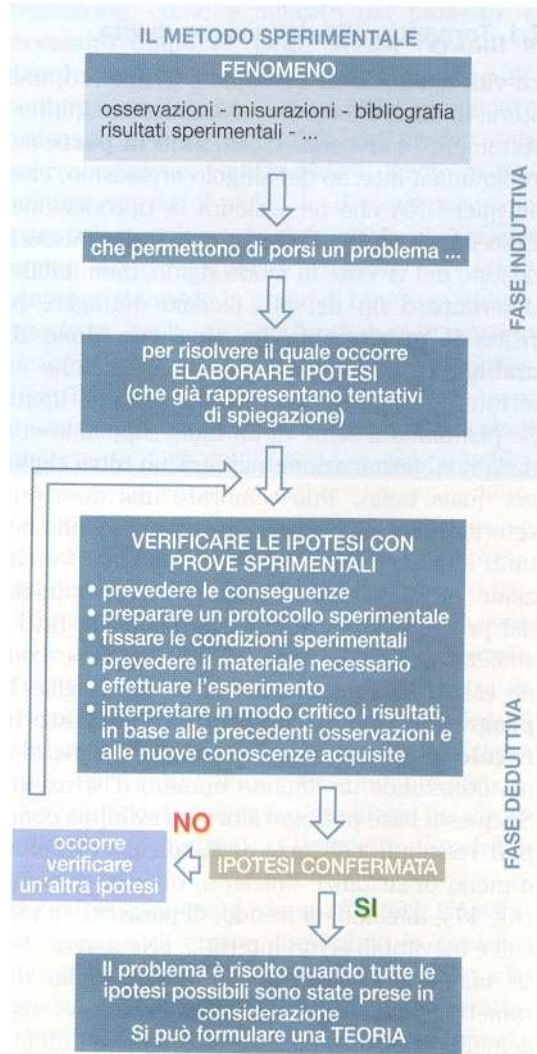 IL METODO SPERIMENTALE
FENOMENO
osservazioni - misurazioni - bibliografia
risultati sperimentali - ...
che permettono di porsi un problema ...
per risolvere il quale occorre
ELABORARE IPOTESI
(che già rappresentano tentativi
di spiegazione)
FASE INDUTTIVA
VERIFICARE LE IPOTESI CON
PROVE SPRIMENTALI
• prevedere le conseguenze
• preparare un protocollo sperimentale
• fissare le condizioni sperimentali
• prevedere il materiale necessario
• effettuare l'esperimento
• interpretare in modo critico i risultati,
in base alle precedenti osservazioni e
alle nuove conoscenze acquisite
FASE DEDUTTIVA
NO
occorre
verificare
un'altra ipotesi
IPOTESI CONFERMATA
SI
Il problema è risolto quando tutte le
ipotesi possibili sono state prese in
considerazione
Si può formulare una TEORIA